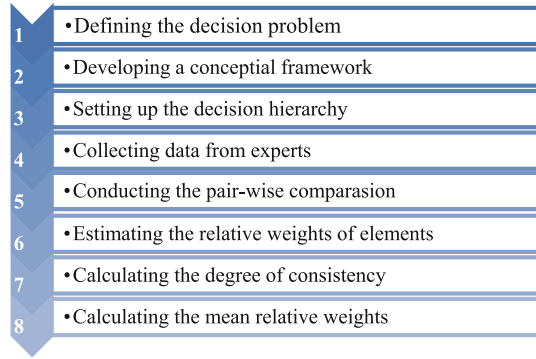 1 •Defining the decision problem
2 •Developing a conceptial framework
3 •Setting up the decision hierarchy
4 •Collecting data from experts
5 •Conducting the pair-wise comparasion
6 •Estimating the relative weights of elements
7 •Calculating the degree of consistency
8 •Calculating the mean relative weights